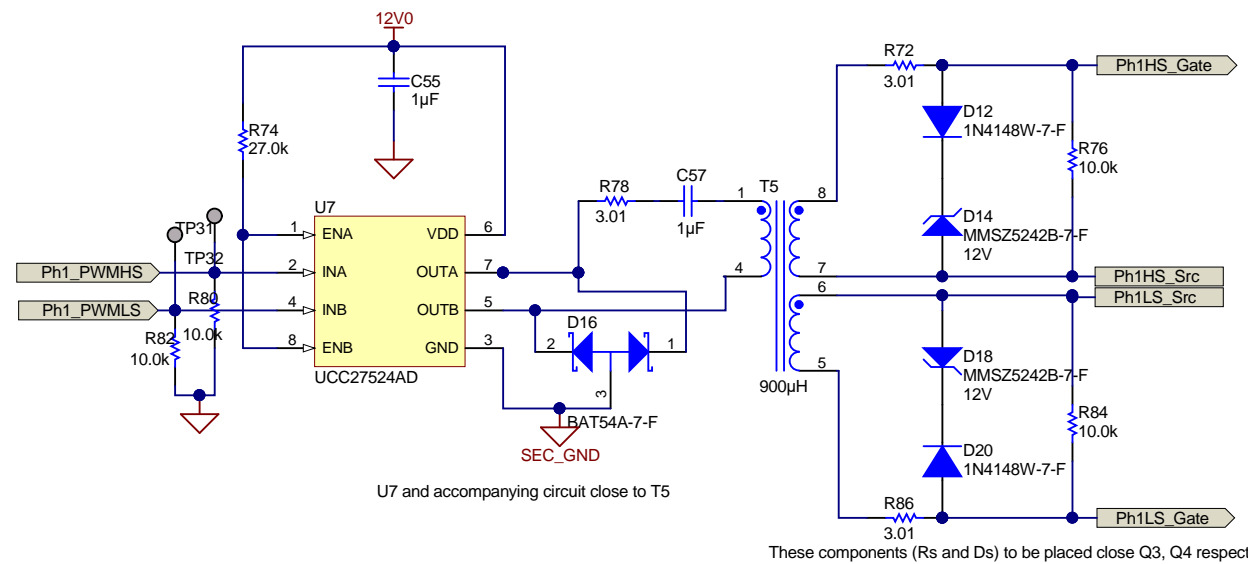 12V0
C55
1µF
R74
27.0k
U7
1
ENA
VDD
6
TP31
TP32
Ph1_PWMHS
2
INA
OUTA
7
Ph1_PWMLS
R80
10.0k
4
INB
OUTB
5
R82
10.0k
8
ENB
GND
3
UCC27524AD
R78
3.01
C57
1µF
D16
2
1
3
BAT54A-7-F
SEC_GND
T5
1
8
4
7
6
5
900µH
R72
3.01
Ph1HS_Gate
D12
1N4148W-7-F
R76
10.0k
D14
MMSZ5242B-7-F
12V
Ph1HS_Src
Ph1LS_Src
D18
MMSZ5242B-7-F
12V
R84
10.0k
D20
1N4148W-7-F
R86
3.01
Ph1LS_Gate
U7 and accompanying circuit close to T5
These components (Rs and Ds) to be placed close Q3, Q4 respect